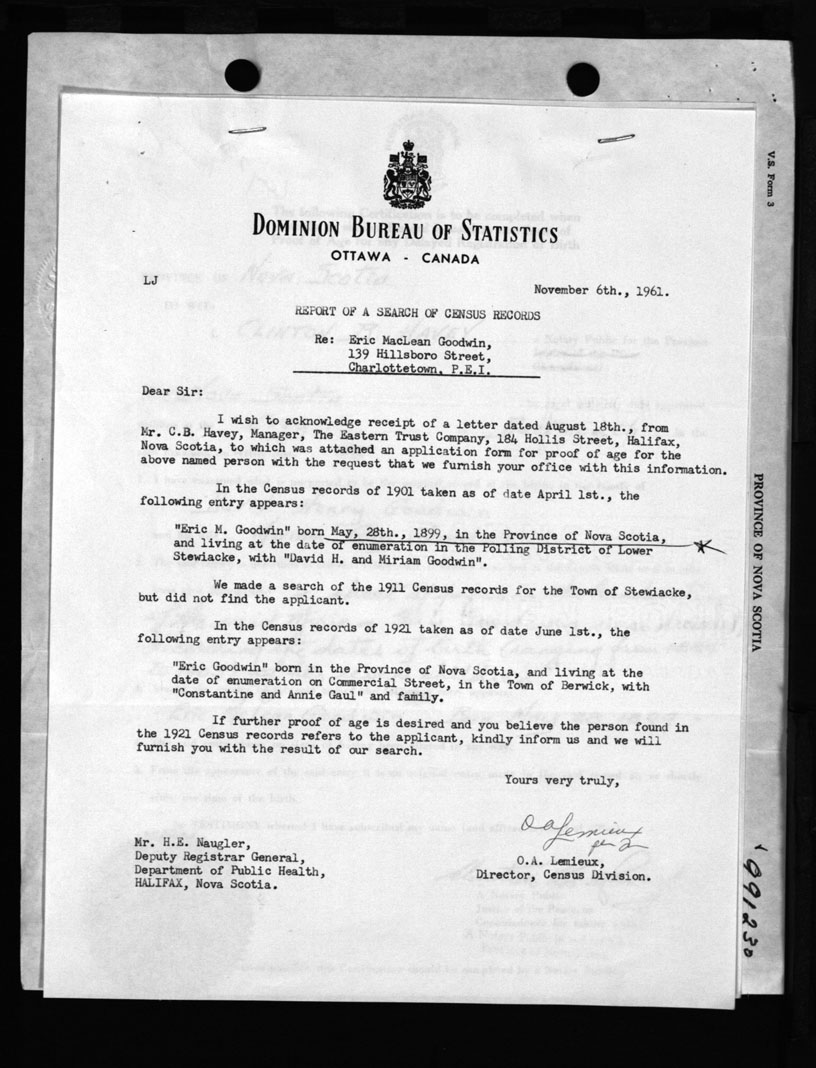 DOMINION BUREAU OF STATISTICS
OTTAWA - CANADA
LJ
November 6th., 1961.
REPORT OF A SEARCH OF CENSUS RECORDS
Re: Eric MacLean Goodwin,
139 Hillsboro Street,
Charlottetown, P.E.I.
Dear Sir:
I wish to acknowledge receipt of a letter dated August 18th., from
Mr. C.B. Havey, Manager, The Eastern Trust Company, 184 Hollis Street, Halifax,
Nova Scotia, to which was attached an application form for proof of age for the
above named person with the request that we furnish your office with this information.
In the Census records of 1901 taken as of date April 1st., the
following entry appears:
"Eric M. Goodwin" born May, 28th., 1899, in the Province of Nova Scotia,
and living at the date of enumeration in the Polling District of Lower
Stewiacke, with "David H. and Miriam Goodwin".
We made a search of the 1911 Census records for the Town of Stewiacke,
but did not find the applicant.
In the Census records of 1921 taken as of date June 1st., the
following entry appears:
"Eric Goodwin" born in the Province of Nova Scotia, and living at the
date of enumeration on Commercial Street, in the Town of Berwick, with
"Constantine and Annie Gaul" and family.
If further proof of age is desired and you believe the person found in
the 1921 Census records refers to the applicant, kindly inform us and we will
furnish you with the result of our search.
Yours very truly,
O A Lemieux
per
O.A. Lemieux,
Director, Census Division.
Mr. H.E. Naugler,
Deputy Registrar General,
Department of Public Health,
HALIFAX, Nova Scotia.
V.S. Form 3
PROVINCE OF NOVA SCOTIA
991230